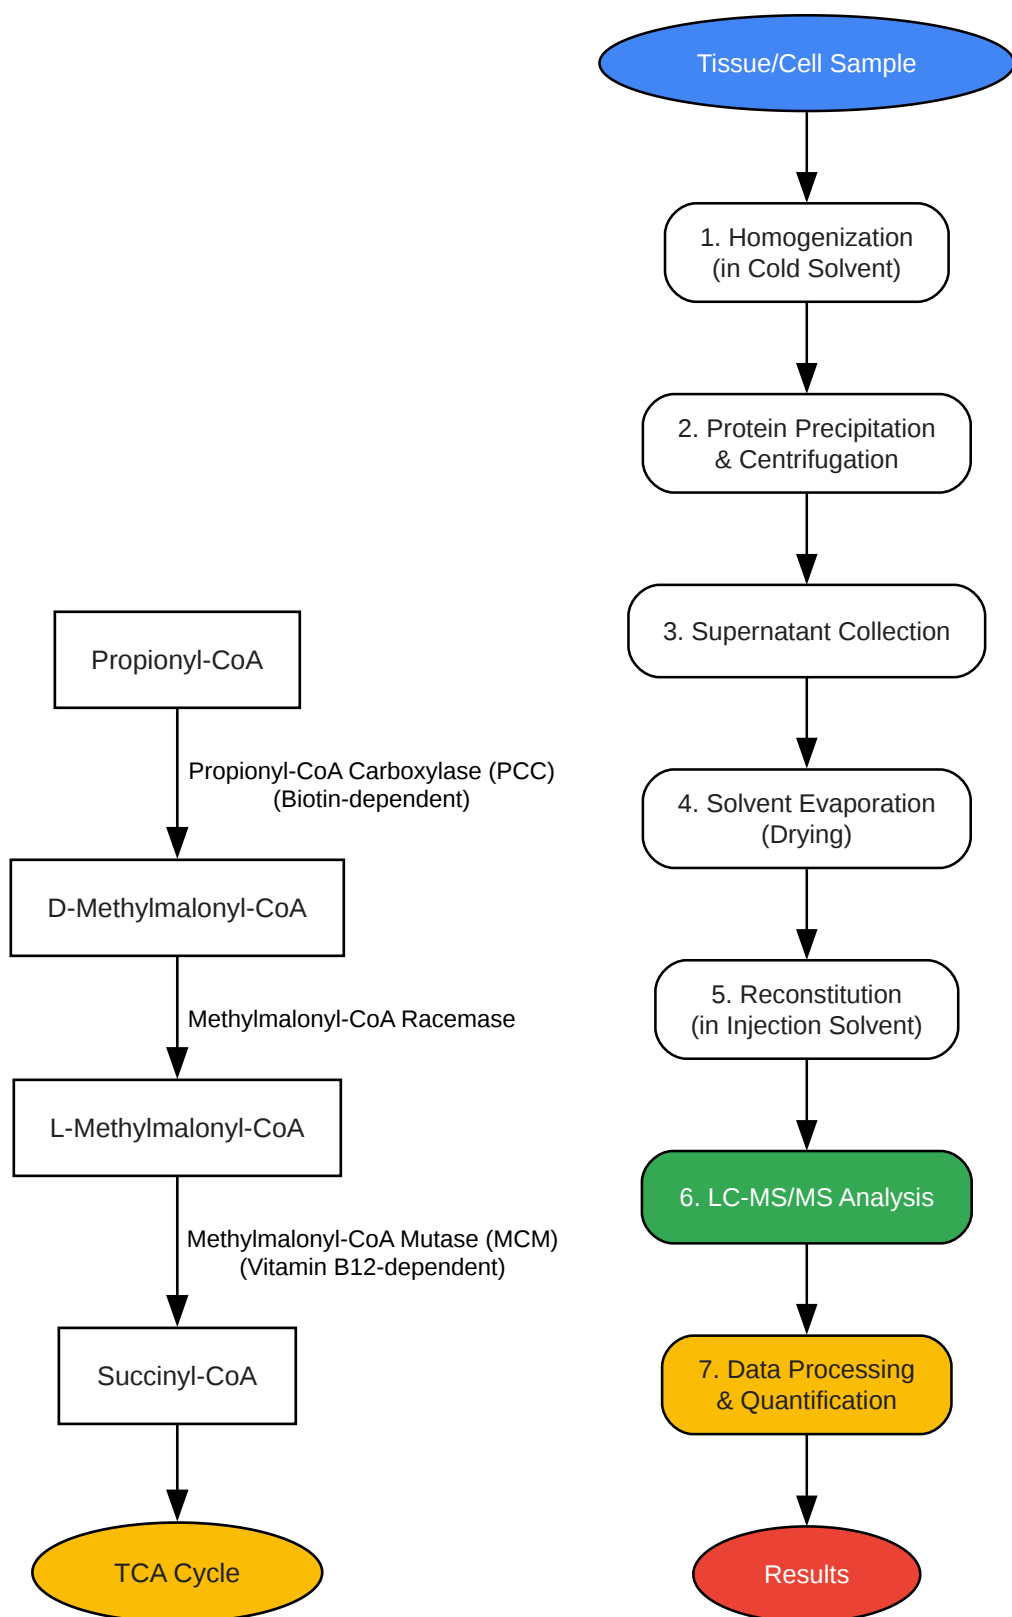 Propionyl-CoA
Propionyl-CoA Carboxylase (PCC)
(Biotin-dependent)
D-Methylmalonyl-CoA
Methylmalonyl-CoA Racemase
L-Methylmalonyl-CoA
Methylmalonyl-CoA Mutase (MCM)
(Vitamin B12-dependent)
Succinyl-CoA
TCA Cycle
Tissue/Cell Sample
1. Homogenization
(in Cold Solvent)
2. Protein Precipitation
& Centrifugation
3. Supernatant Collection
4. Solvent Evaporation
(Drying)
5. Reconstitution
(in Injection Solvent)
6. LC-MS/MS Analysis
7. Data Processing
& Quantification
Results